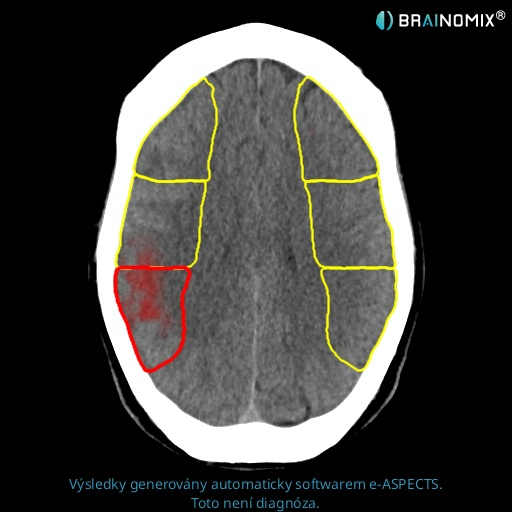 BRAINOMIX®
Výsledky generovány automaticky softwarem e-ASPECTS.
Toto není diagnóza.